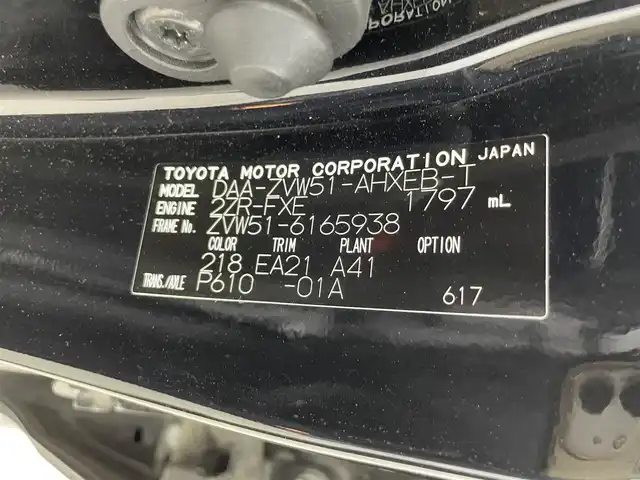 TOYOTA MOTOR CORPORATION JAPAN
MODEL DAA-ZVW51-AHXEB-T
ENGINE 2ZR-FXE 1797 mL
FRAME No. ZVW51-6165938
COLOR TRIM PLANT OPTION
218 EA21 A41
TRANS./AXLE P610 -01A 617